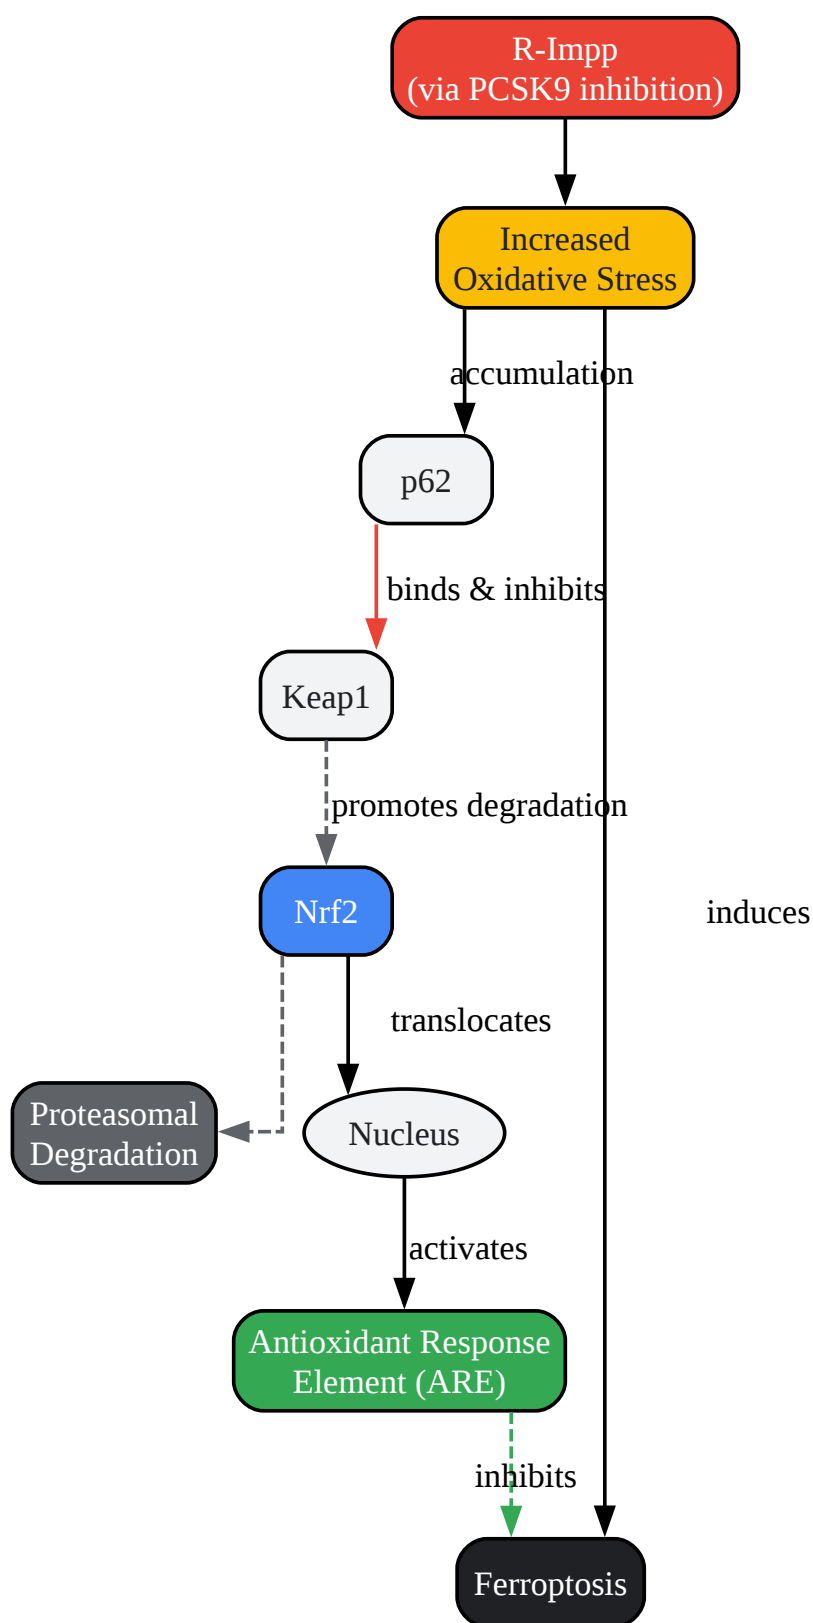 R-Impp
(via PCSK9 inhibition)
Increased
Oxidative Stress
accumulation
p62
binds & inhibits
Keap1
promotes degradation
Nrf2
induces
translocates
Proteasomal
Degradation
Nucleus
activates
Antioxidant Response
Element (ARE)
inhibits
Ferroptosis